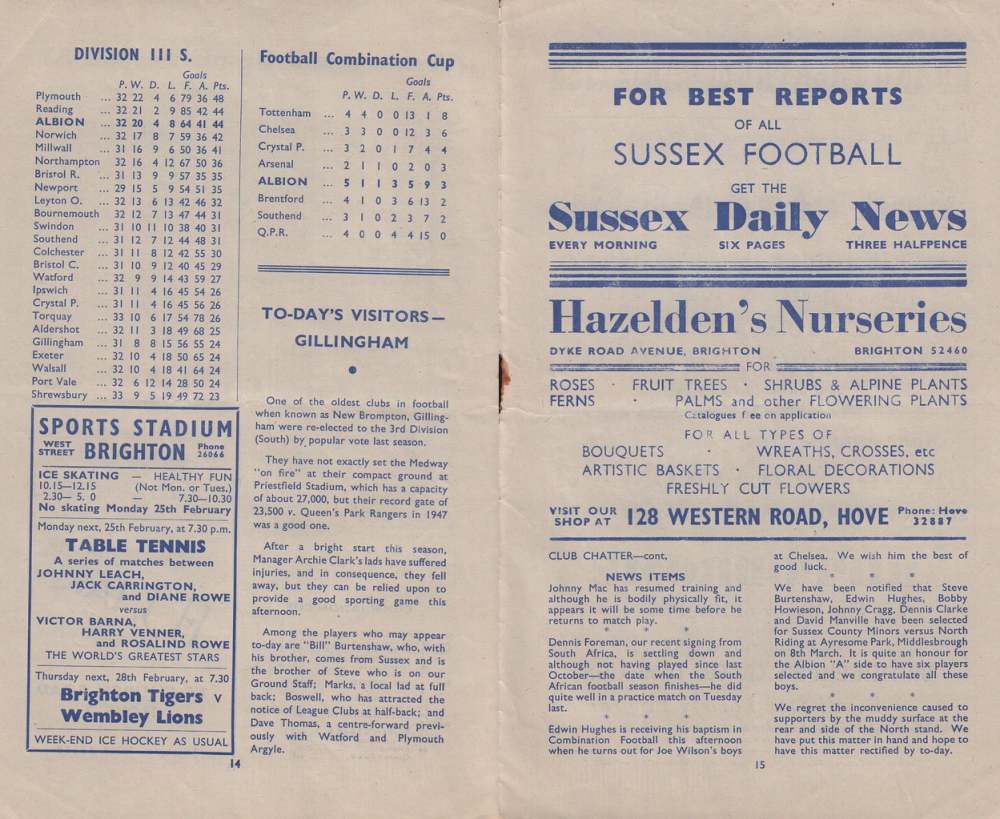 DIVISION III S.
Goals
P. W. D. L. F. A. Pts.
Plymouth ... 32 22 4 6 79 36 48
Reading ... 32 21 2 9 85 42 44
ALBION ... 32 20 4 8 64 41 44
Norwich ... 32 17 8 7 59 36 42
Millwall ... 31 16 9 6 50 36 41
Northampton 32 16 4 12 67 50 36
Bristol R. ... 31 13 9 9 57 35 35
Newport ... 29 15 5 9 54 51 35
Leyton O. ... 32 13 6 13 42 46 32
Bournemouth 32 12 7 13 47 44 31
Swindon ... 31 10 11 10 38 40 31
Southend ... 31 12 7 12 44 48 31
Colchester ... 31 11 8 12 42 55 30
Bristol C. ... 31 10 9 12 40 45 29
Watford ... 32 9 9 14 43 59 27
Ipswich ... 31 11 4 16 45 54 26
Crystal P. ... 31 11 4 16 45 56 26
Torquay ... 33 10 6 17 54 78 26
Aldershot ... 32 11 3 18 49 68 25
Gillingham ... 31 8 8 15 56 55 24
Exeter ... 32 10 4 18 50 65 24
Walsall ... 32 10 4 18 41 64 24
Port Vale ... 32 6 12 14 28 50 24
Shrewsbury ... 33 9 5 19 49 72 23
SPORTS STADIUM
WEST STREET BRIGHTON Phone 26066
ICE SKATING — HEALTHY FUN
10.15—12.15 (Not Mon. or Tues.)
2.30— 5. 0 — 7.30—10.30
No skating Monday 25th February
Monday next, 25th February, at 7.30 p.m.
TABLE TENNIS
A series of matches between
JOHNNY LEACH,
JACK CARRINGTON,
and DIANE ROWE
versus
VICTOR BARNA,
HARRY VENNER,
and ROSALIND ROWE
THE WORLD'S GREATEST STARS
Thursday next, 28th February, at 7.30
Brighton Tigers v
Wembley Lions
WEEK-END ICE HOCKEY AS USUAL
14
Football Combination Cup
Goals
P. W. D. L. F. A. Pts.
Tottenham ... 4 4 0 0 13 1 8
Chelsea ... 3 3 0 0 12 3 6
Crystal P. ... 3 2 0 1 7 4 4
Arsenal ... 2 1 1 0 2 0 3
ALBION ... 5 1 1 3 5 9 3
Brentford ... 4 1 0 3 6 13 2
Southend ... 3 1 0 2 3 7 2
Q.P.R. ... 4 0 0 4 4 15 0
TO-DAY'S VISITORS—
GILLINGHAM
•
One of the oldest clubs in football
when known as New Brompton, Gilling-
ham were re-elected to the 3rd Division
(South) by popular vote last season.
They have not exactly set the Medway
"on fire" at their compact ground at
Priestfield Stadium, which has a capacity
of about 27,000, but their record gate of
23,500 v. Queen's Park Rangers in 1947
was a good one.
After a bright start this season,
Manager Archie Clark's lads have suffered
injuries, and in consequence, they fell
away, but they can be relied upon to
provide a good sporting game this
afternoon.
Among the players who may appear
to-day are "Bill" Burtenshaw, who, with
his brother, comes from Sussex and is
the brother of Steve who is on our
Ground Staff; Marks, a local lad at full
back; Boswell, who has attracted the
notice of League Clubs at half-back; and
Dave Thomas, a centre-forward previ-
ously with Watford and Plymouth
Argyle.
FOR BEST REPORTS
OF ALL
SUSSEX FOOTBALL
GET THE
Sussex Daily News
EVERY MORNING SIX PAGES THREE HALFPENCE
Hazelden's Nurseries
DYKE ROAD AVENUE, BRIGHTON BRIGHTON 52460
FOR
ROSES · FRUIT TREES · SHRUBS & ALPINE PLANTS
FERNS · PALMS and other FLOWERING PLANTS
Catalogues f ee on application
FOR ALL TYPES OF
BOUQUETS · WREATHS, CROSSES, etc
ARTISTIC BASKETS · FLORAL DECORATIONS
FRESHLY CUT FLOWERS
VISIT OUR SHOP AT 128 WESTERN ROAD, HOVE Phone: Hove 32887
CLUB CHATTER—cont.
NEWS ITEMS
Johnny Mac has resumed training and
although he is bodily physically fit, it
appears it will be some time before he
returns to match play.
* * *
Dennis Foreman, our recent signing from
South Africa, is settling down and
although not having played since last
October—the date when the South
African football season finishes—he did
quite well in a practice match on Tuesday
last.
* * *
Edwin Hughes is receiving his baptism in
Combination Football this afternoon
when he turns out for Joe Wilson's boys
at Chelsea. We wish him the best of
good luck.
* * *
We have been notified that Steve
Burtenshaw, Edwin Hughes, Bobby
Howieson, Johnny Cragg, Dennis Clarke
and David Manville have been selected
for Sussex County Minors versus North
Riding at Ayresome Park, Middlesbrough
on 8th March. It is quite an honour for
the Albion "A" side to have six players
selected and we congratulate all these
boys.
* * *
We regret the inconvenience caused to
supporters by the muddy surface at the
rear and side of the North stand. We
have put this matter in hand and hope to
have this matter rectified by to-day.
15